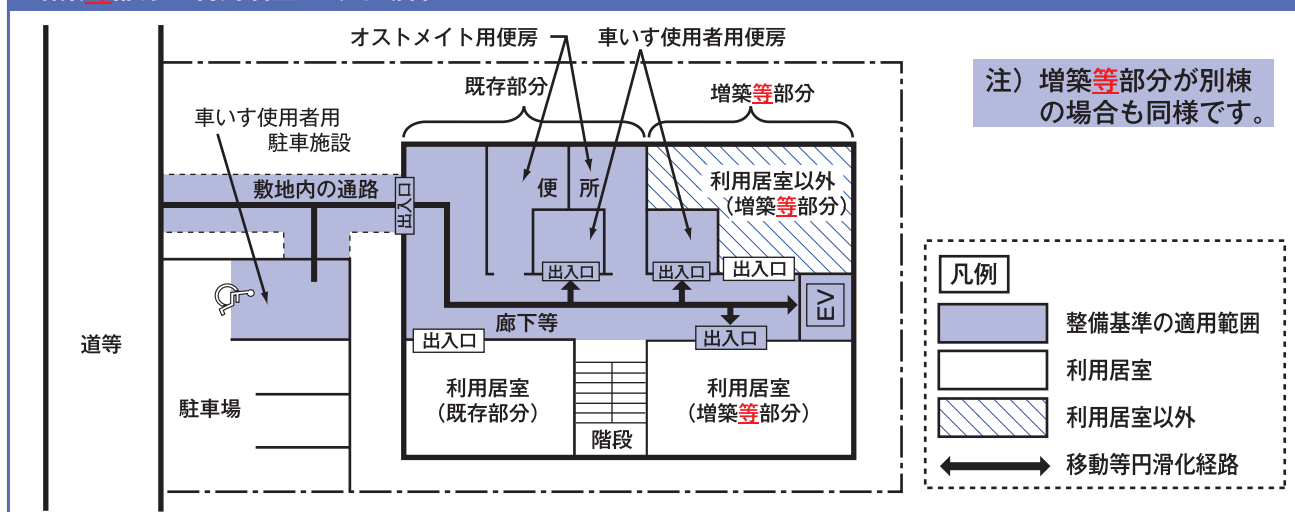 オストメイト用便房
車いす使用者用便房
既存部分
増築等部分
注）増築等部分が別棟
の場合も同様です。
車いす使用者用
駐車施設
敷地内の通路
出入口
便所
利用居室以外
（増築等部分）
出入口
出入口
出入口
EV
廊下等
出入口
出入口
利用居室
（既存部分）
階段
利用居室
（増築等部分）
道等
駐車場
凡例
整備基準の適用範囲
利用居室
利用居室以外
移動等円滑化経路